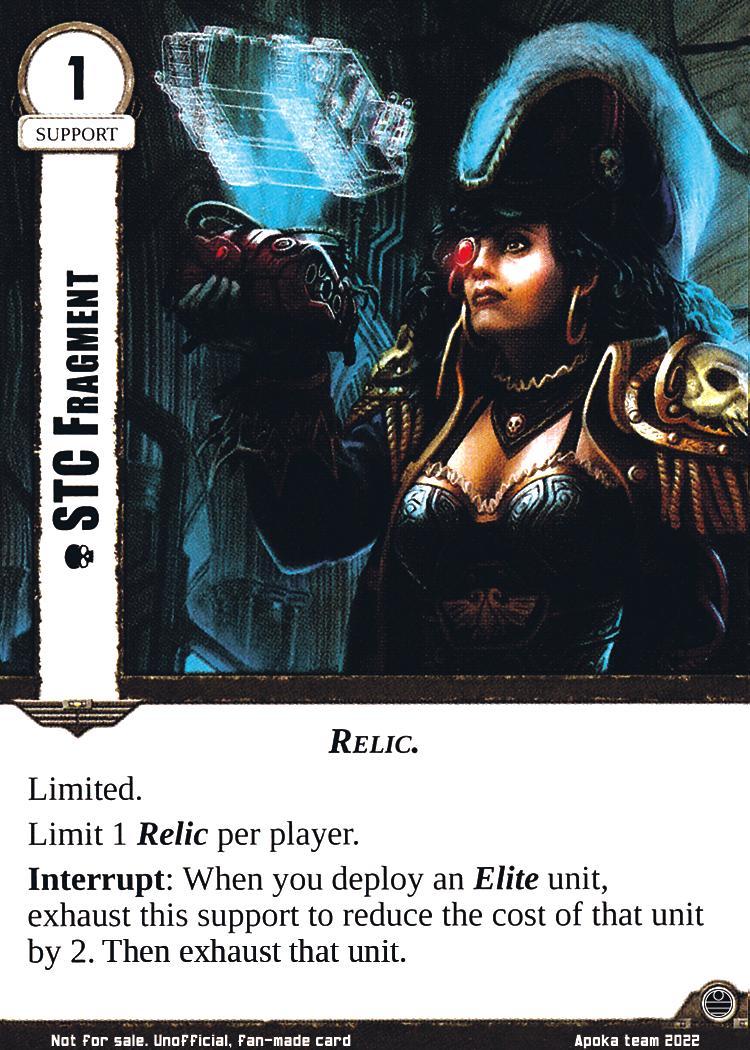 1
SUPPORT
STC FRAGMENT
RELIC.
Limited.
Limit 1 Relic per player.
Interrupt: When you deploy an Elite unit,
exhaust this support to reduce the cost of that unit
by 2. Then exhaust that unit.
Not for sale. Unofficial, fan-made card
Apoka team 2022